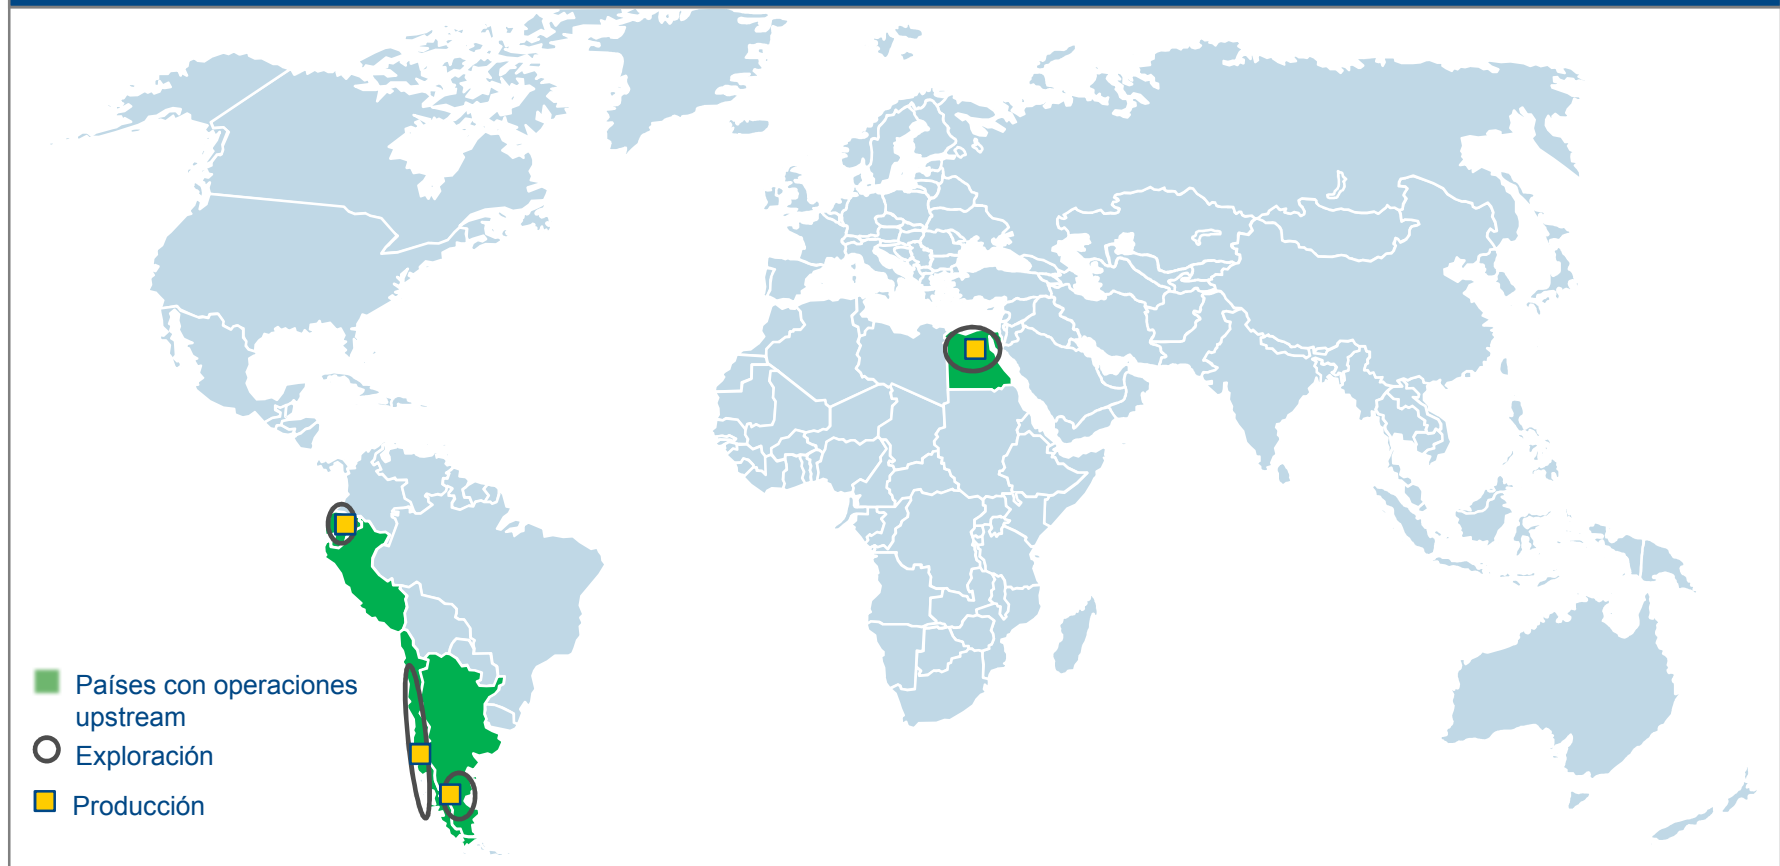 Países con operaciones
upstream
Exploración
Producción